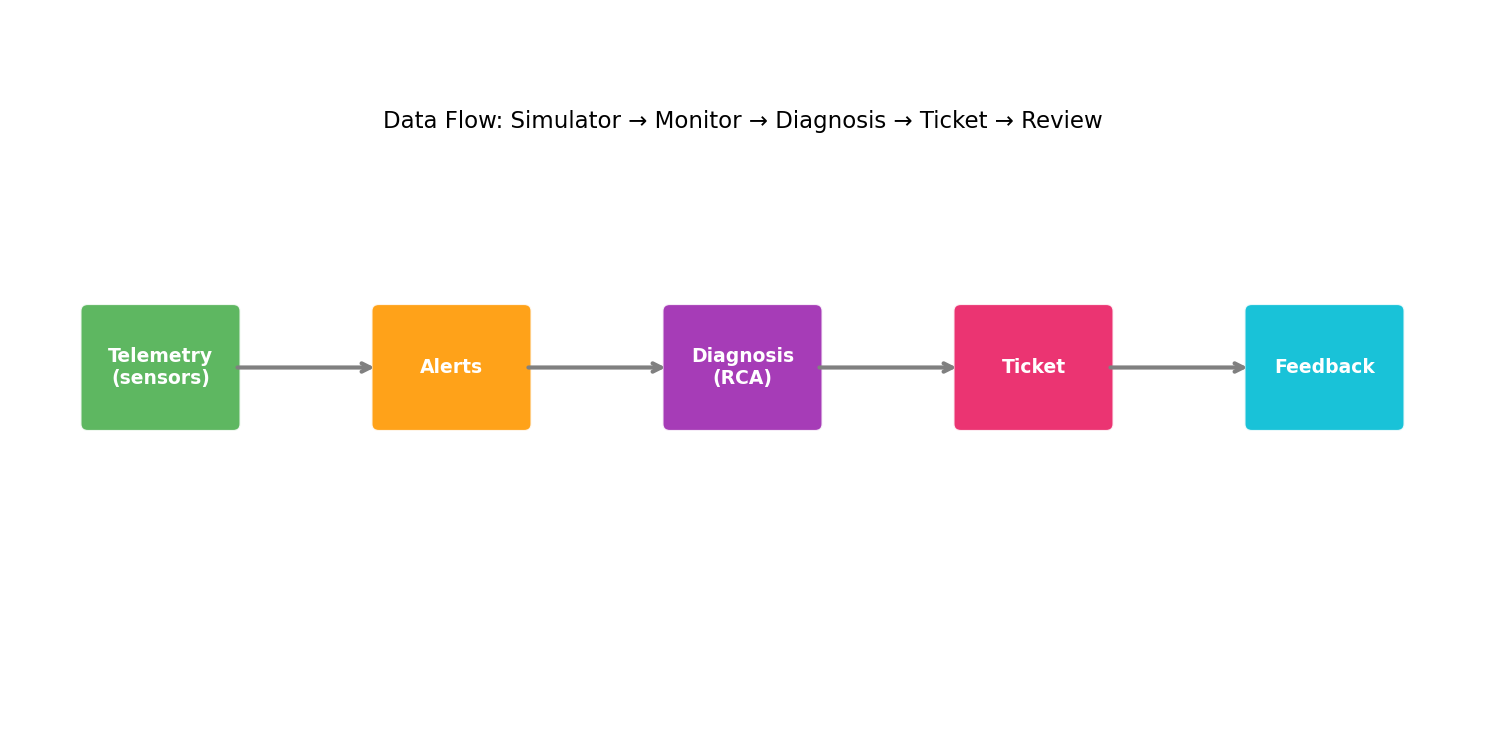 Data Flow: Simulator → Monitor → Diagnosis → Ticket → Review
Telemetry
(sensors)
Alerts
Diagnosis
(RCA)
Ticket
Feedback